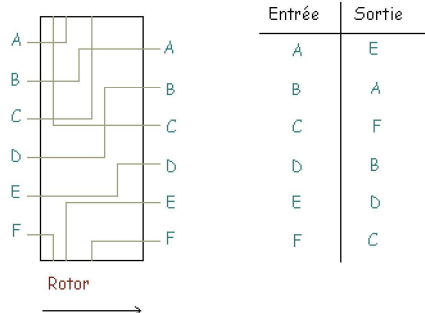 Entrée Sortie
A A A E
B B B A
C C C F
D D D B
E E E D
F F F C
Rotor